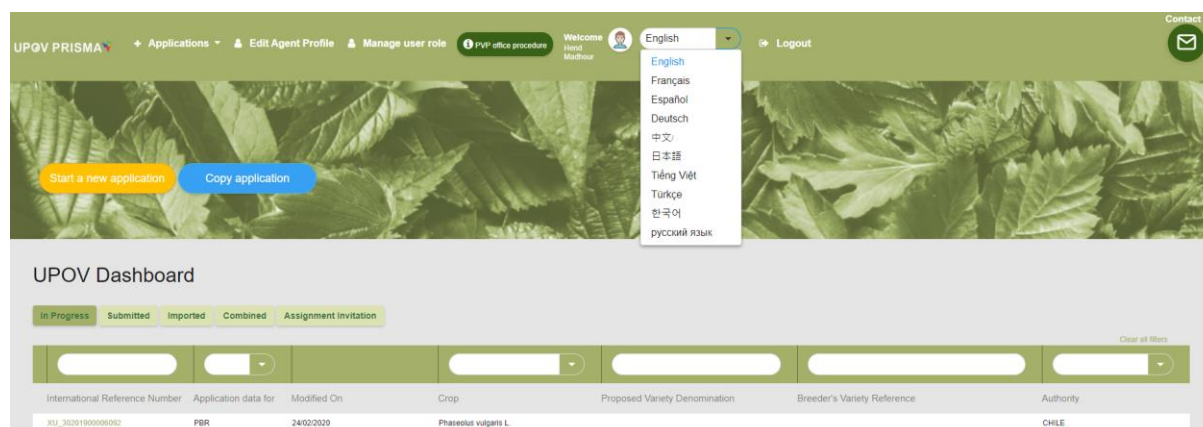 Contact
UPOV PRISMA
+ Applications
Edit Agent Profile
Manage user role
PVP office procedure
Welcome
Hend
Madhour
English
Logout
English
Français
Español
Deutsch
中文
日本語
Tiếng Việt
Türkçe
한국어
русский язык
Start a new application
Copy application
UPOV Dashboard
In Progress Submitted Imported Combined Assignment Invitation
Clear all filters
International Reference Number Application data for Modified On Crop Proposed Variety Denomination Breeder's Variety Reference Authority
XU_30201900006092 PBR 24/02/2020 Phaseolus vulgaris L. CHILE